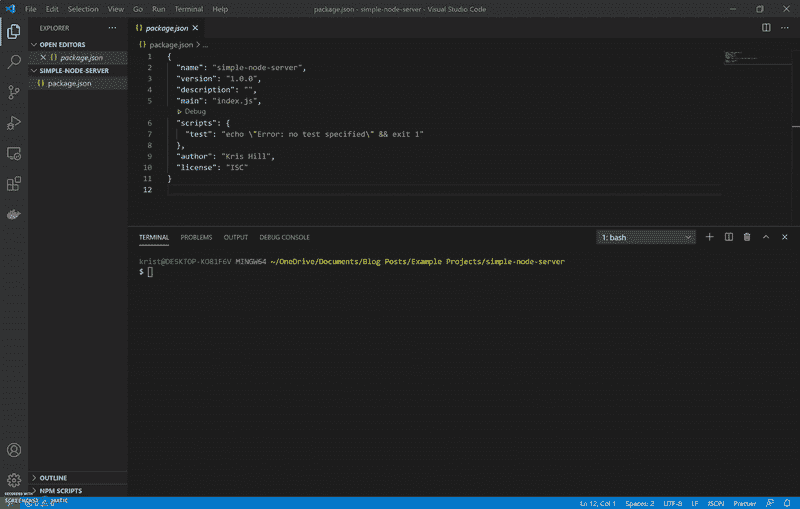 File Edit Selection View Go Run Terminal Help package.json - simple-node-server - Visual Studio Code
EXPLORER
OPEN EDITORS
{} package.json
SIMPLE-NODE-SERVER
{} package.json
{} package.json
{} package.json > ...
1 {
2 "name": "simple-node-server",
3 "version": "1.0.0",
4 "description": "",
5 "main": "index.js",
Debug
6 "scripts": {
7 "test": "echo \"Error: no test specified\" && exit 1"
8 },
9 "author": "Kris Hill",
10 "license": "ISC"
11 }
12
TERMINAL PROBLEMS OUTPUT DEBUG CONSOLE 1: bash
krist@DESKTOP-KO81F6V MINGW64 ~/OneDrive/Documents/Blog Posts/Example Projects/simple-node-server
$
OUTLINE
NPM SCRIPTS
RECORDED WITH
Ln 12, Col 1 Spaces: 2 UTF-8 LF JSON Prettier